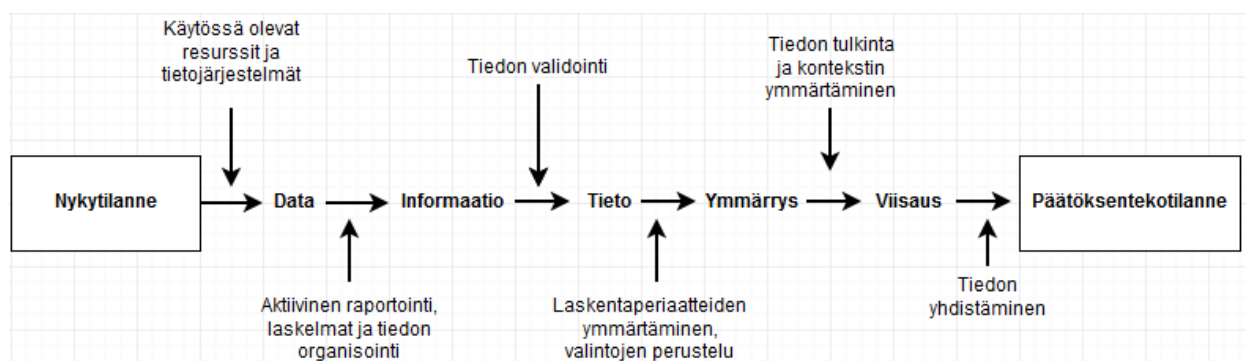 Käytössä olevat
resurssit ja
tietojärjestelmät
Tiedon validointi
Tiedon tulkinta
ja kontekstin
ymmärtäminen
Nykytilanne
Data
Informaatio
Tieto
Ymmärrys
Viisaus
Päätöksentekotilanne
Aktiivinen raportointi,
laskelmat ja tiedon
organisointi
Laskentaperiaatteiden
ymmärtäminen,
valintojen perustelu
Tiedon
yhdistäminen